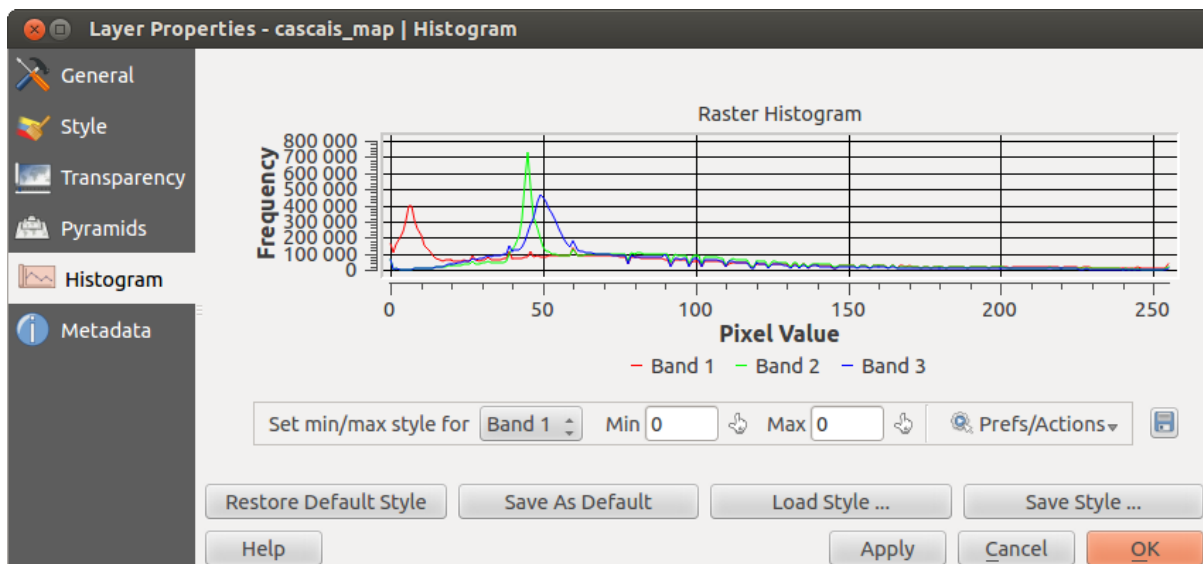 Layer Properties - cascais_map | Histogram
General
Style
Transparency
Pyramids
Histogram
Metadata
Raster Histogram
Frequency
800 000
700 000
600 000
500 000
400 000
300 000
200 000
100 000
0
0 50 100 150 200 250
Pixel Value
Band 1 Band 2 Band 3
Set min/max style for Band 1 Min 0 Max 0 Prefs/Actions
Restore Default Style Save As Default Load Style ... Save Style ...
Help Apply Cancel OK